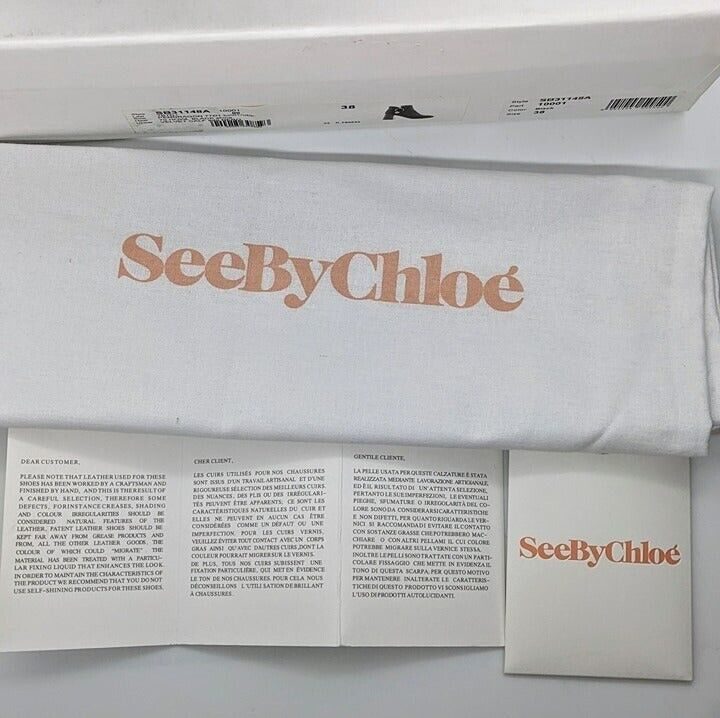 SB31148A 10001
38
Style SB31148A
Part 10001
Color Black
Size 38
SeeByChloé
DEAR CUSTOMER,
PLEASE NOTE THAT LEATHER USED FOR THESE
SHOES HAS BEEN WORKED BY A CRAFTSMAN AND
FINISHED BY HAND, AND THIS IS THE RESULT OF
A CAREFUL SELECTION, THEREFORE SOME
DEFECTS, FORINSTANCE CREASES, SHADING
AND COLOUR IRREGULARITIES SHOULD BE
CONSIDERED NATURAL FEATURES OF THE
LEATHER, PATENT LEATHER SHOES SHOULD BE
KEPT FAR AWAY FROM GREASE PRODUCTS AND
FROM, ALL THE OTHER LEATHER GOODS, THE
COLOUR OF WHICH COULD "MIGRATE" THE
MATERIAL HAS BEEN TREATED WITH A PARTICU-
LAR FIXING LIQUID THAT ENHANCES THE LOOK.
IN ORDER TO MAINTAIN THE CHARACTERISTICS OF
THE PRODUCT WE RECOMMEND THAT YOU DO NOT
USE SELF-SHINING PRODUCTS FOR THESE SHOES.
CHER CLIENT,
LES CUIRS UTILISÉS POUR NOS CHAUSSURES
SONT ISSUS D'UN TRAVAIL ARTISANAL ET D'UNE
RIGOUREUSE SÉLECTION DES MEILLEURS CUIRS
DES NUANCES, DES PLIS OU DES IRRÉGULARI-
TÉS PEUVENT ÊTRE APPARENTS; CE SONT LES
CARACTÉRISTIQUES NATURELLES DU CUIR ET
ELLES NE PEUVENT EN AUCUN CAS ÊTRE
CONSIDÉRÉES COMME UN DÉFAUT OU UNE
IMPERFECTION. POUR LES CUIRS VERNIS.
VEUILLEZ ÉVITER TOUT CONTACT AVEC UN CORPS
GRAS AINSI QU'AVEC D'AUTRES CUIRS ,DONT LA
COULEUR POURRAIT MIGRER SUR LE VERNIS.
DE PLUS, TOUS NOS CUIRS SUBISSENT UNE
FIXATION PARTICULIÈRE, QUI MET EN ÉVIDENCE
LE TON DE NOS CHAUSSURES. POUR CELA NOUS
DÉCONSEILLONS L'UTILI SATION DE BRILLANT
À CHAUSSURES .
GENTILE CLIENTE,
LA PELLE USATA PER QUESTE CALZATURE È STATA
REALIZZATA MEDIANTE LAVORAZIONE ARTIGIANALE,
ED È IL RISULTATO DI UN'ATTENTA SELEZIONE,
PERTANTO LE SUE IMPERFEZIONI, LE EVENTUALI
PIEGHE, SFUMATURE O IRREGOLARITÀ DEL CO-
LORE SONO DA CONSIDERARSI CARATTERISTICHE
E NON DIFETTI, PER QUANTO RIGUARDA LE VER-
NICI SI RACCOMANDA DI EVITARE IL CONTATTO
CON SOSTANZE GRASSE CHE POTREBBERO MAC-
CHIARE O CON ALTRI PELLAMI IL CUI COLORE
POTREBBE MIGRARE SULLA VERNICE STESSA.
INOLTRE LE PELLI SONO TRATTATE CON UN PARTI-
COLARE FISSAGGIO CHE METTE IN EVIDENZA IL
TONO DI QUESTA SCARPA; PER QUESTO MOTIVO
PER MANTENERE INALTERATE LE CARATTERIS-
TICHE DI QUESTO PRODOTTO VI SCONSIGLIAMO
L'USO DI PRODOTTI AUTOLUCIDANTI.
SeeByChloé